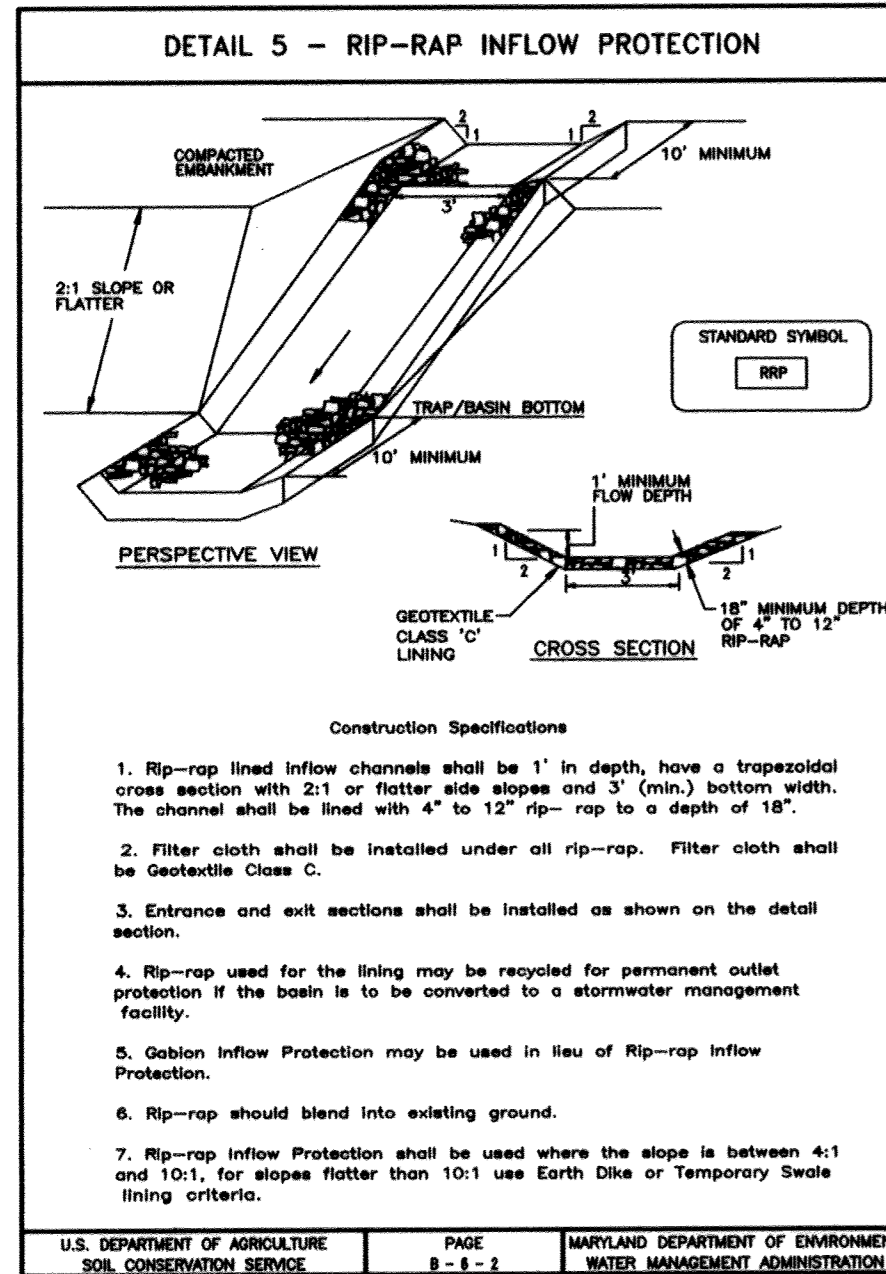 DETAIL 5 - RIP-RAP INFLOW PROTECTION
2
1
2
1
COMPACTED
EMBANKMENT
10' MINIMUM
3'
2:1 SLOPE OR
FLATTER
STANDARD SYMBOL
RRP
TRAP/BASIN BOTTOM
10' MINIMUM
1' MINIMUM
FLOW DEPTH
PERSPECTIVE VIEW
1
2
3'
1
2
GEOTEXTILE
CLASS 'C'
LINING
18" MINIMUM DEPTH
OF 4" TO 12"
RIP-RAP
CROSS SECTION
Construction Specifications
1. Rip-rap lined inflow channels shall be 1' in depth, have a trapezoidal
cross section with 2:1 or flatter side slopes and 3' (min.) bottom width.
The channel shall be lined with 4" to 12" rip- rap to a depth of 18".
2. Filter cloth shall be installed under all rip-rap. Filter cloth shall
be Geotextile Class C.
3. Entrance and exit sections shall be installed as shown on the detail
section.
4. Rip-rap used for the lining may be recycled for permanent outlet
protection if the basin is to be converted to a stormwater management
facility.
5. Gabion Inflow Protection may be used in lieu of Rip-rap Inflow
Protection.
6. Rip-rap should blend into existing ground.
7. Rip-rap Inflow Protection shall be used where the slope is between 4:1
and 10:1, for slopes flatter than 10:1 use Earth Dike or Temporary Swale
lining criteria.
U.S. DEPARTMENT OF AGRICULTURE
SOIL CONSERVATION SERVICE
PAGE
B - 6 - 2
MARYLAND DEPARTMENT OF ENVIRONMEN
WATER MANAGEMENT ADMINISTRATION